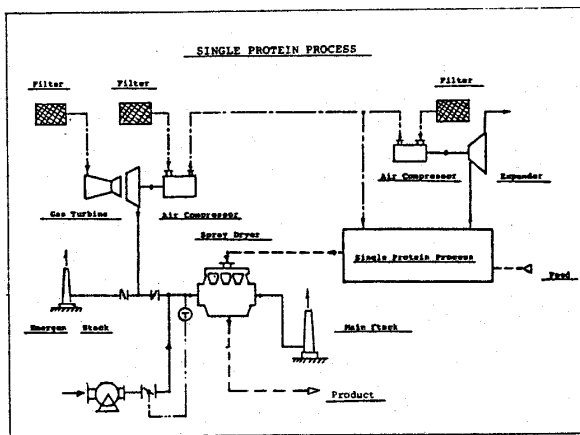 SINGLE PROTEIN PROCESS
Filter
Filter
Filter
Gas Turbine
Air Compressor
Air Compressor
Expander
Spray Dryer
Single Protein Process
Feed
Emergen Stack
Main Stack
T
Product